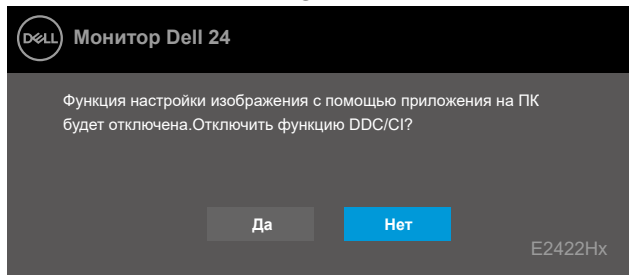 DELL Монитор Dell 24
Функция настройки изображения с помощью приложения на ПК
будет отключена.Отключить функцию DDC/CI?
Да Нет
E2422Hx